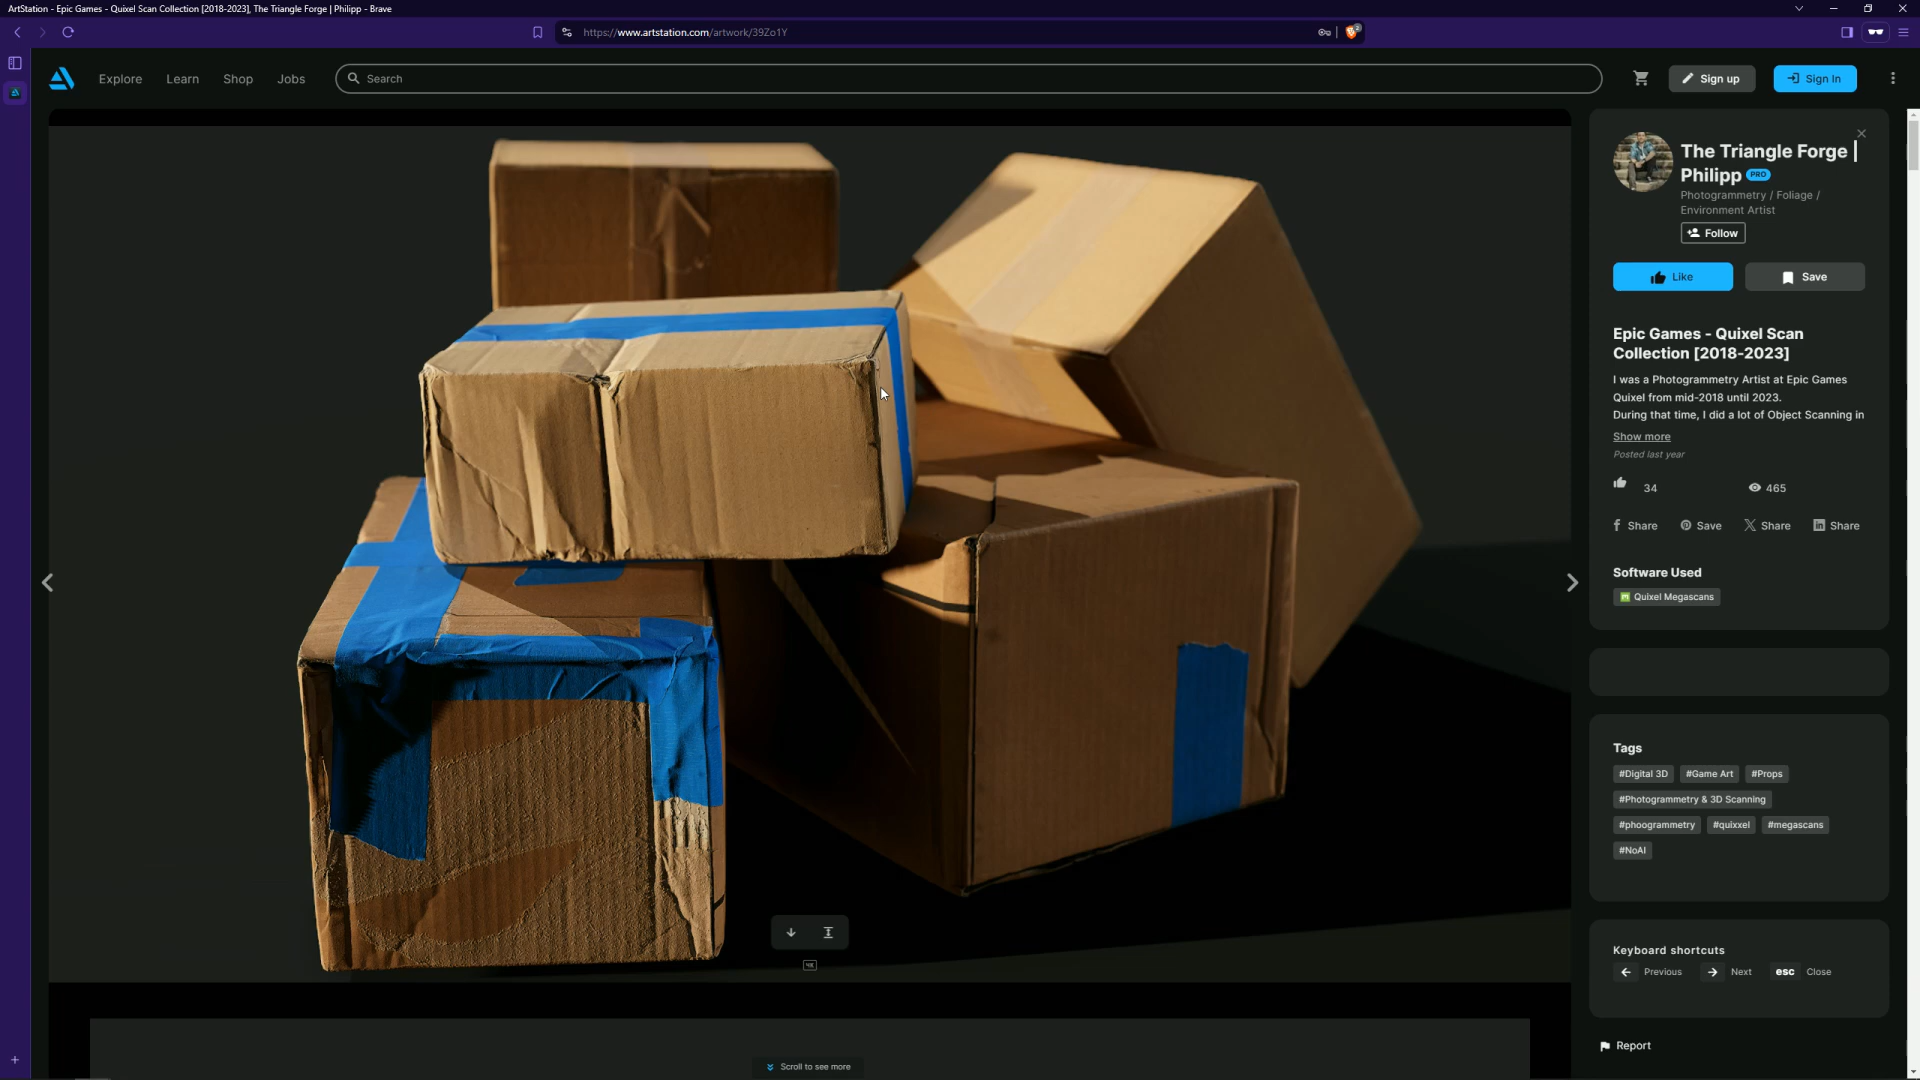 ArtStation - Epic Games - Quixel Scan Collection [2018-2023], The Triangle Forge | Philipp - Brave
https://www.artstation.com/artwork/39Zo1Y
Explore
Learn
Shop
Jobs
Search
Sign up
Sign In
The Triangle Forge |
Philipp PRO
Photogrammetry / Foliage /
Environment Artist
Follow
Like
Save
Epic Games - Quixel Scan
Collection [2018-2023]
I was a Photogrammetry Artist at Epic Games
Quixel from mid-2018 until 2023.
During that time, I did a lot of Object Scanning in
Show more
Posted last year
34
465
Share
Save
Share
Share
Software Used
Quixel Megascans
Tags
#Digital 3D #Game Art #Props
#Photogrammetry & 3D Scanning
#phoogrammetry #quixxel #megascans
#NoAI
Keyboard shortcuts
Previous
Next
esc Close
Report
4K
Scroll to see more